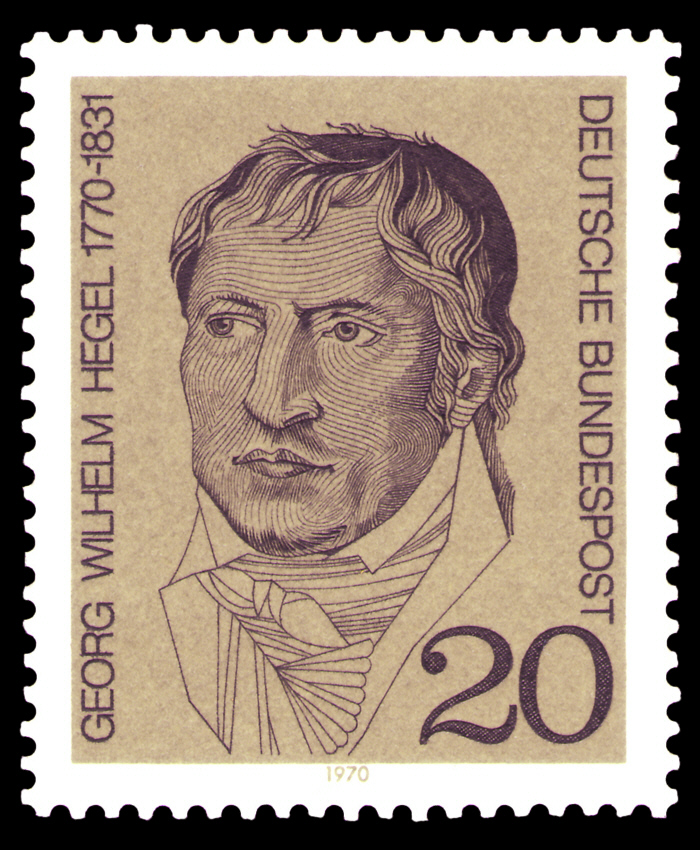 GEORG WILHELM HEGEL 1770-1831
DEUTSCHE BUNDESPOST
20
1970